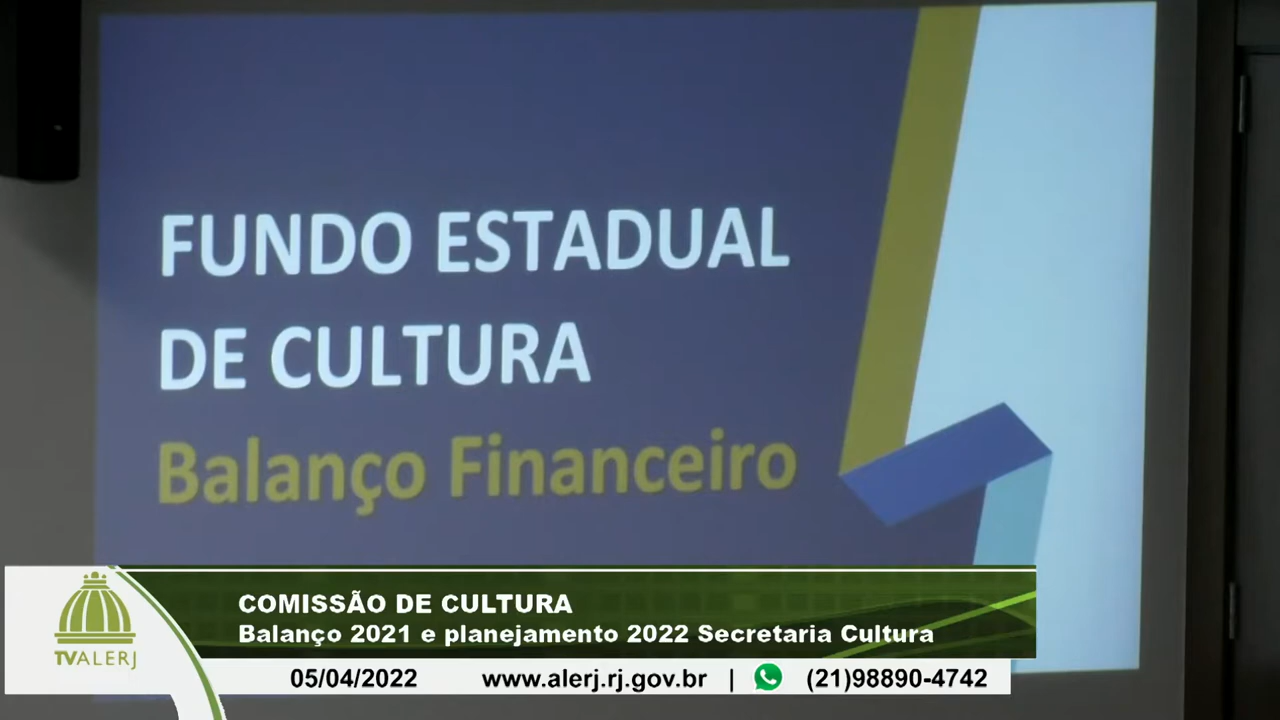 FUNDO ESTADUAL
DE CULTURA
Balanço Financeiro
COMISSÃO DE CULTURA
Balanço 2021 e planejamento 2022 Secretaria Cultura
TVALERJ
05/04/2022 www.alerj.rj.gov.br | (21)98890-4742